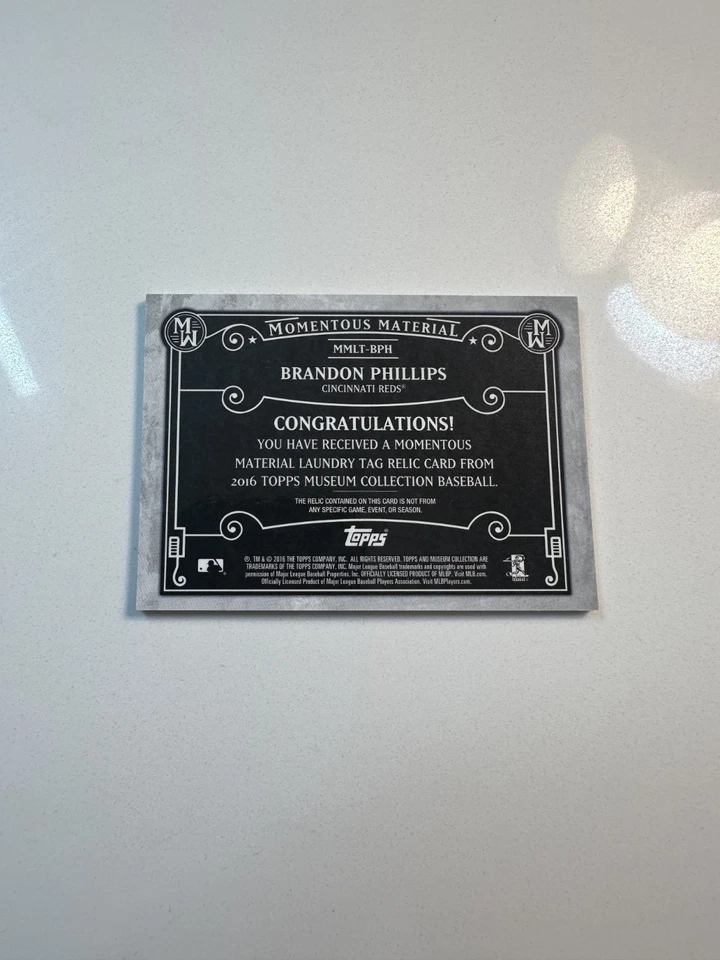 MOMENTOUS MATERIAL
MMLT-BPH
BRANDON PHILLIPS
CINCINNATI REDS®
CONGRATULATIONS!
YOU HAVE RECEIVED A MOMENTOUS
MATERIAL LAUNDRY TAG RELIC CARD FROM
2016 TOPPS MUSEUM COLLECTION BASEBALL.
THE RELIC CONTAINED ON THIS CARD IS NOT FROM
ANY SPECIFIC GAME, EVENT, OR SEASON.
topps®
®, TM & © 2016 THE TOPPS COMPANY, INC. ALL RIGHTS RESERVED. TOPPS AND MUSEUM COLLECTION ARE
TRADEMARKS OF THE TOPPS COMPANY, INC. Major League Baseball trademarks and copyrights are used with
permission of Major League Baseball Properties, Inc. OFFICIALLY LICENSED PRODUCT OF MLBP. Visit MLB.com.
Officially Licensed Product of Major League Baseball Players Association. Visit MLBPlayers.com.